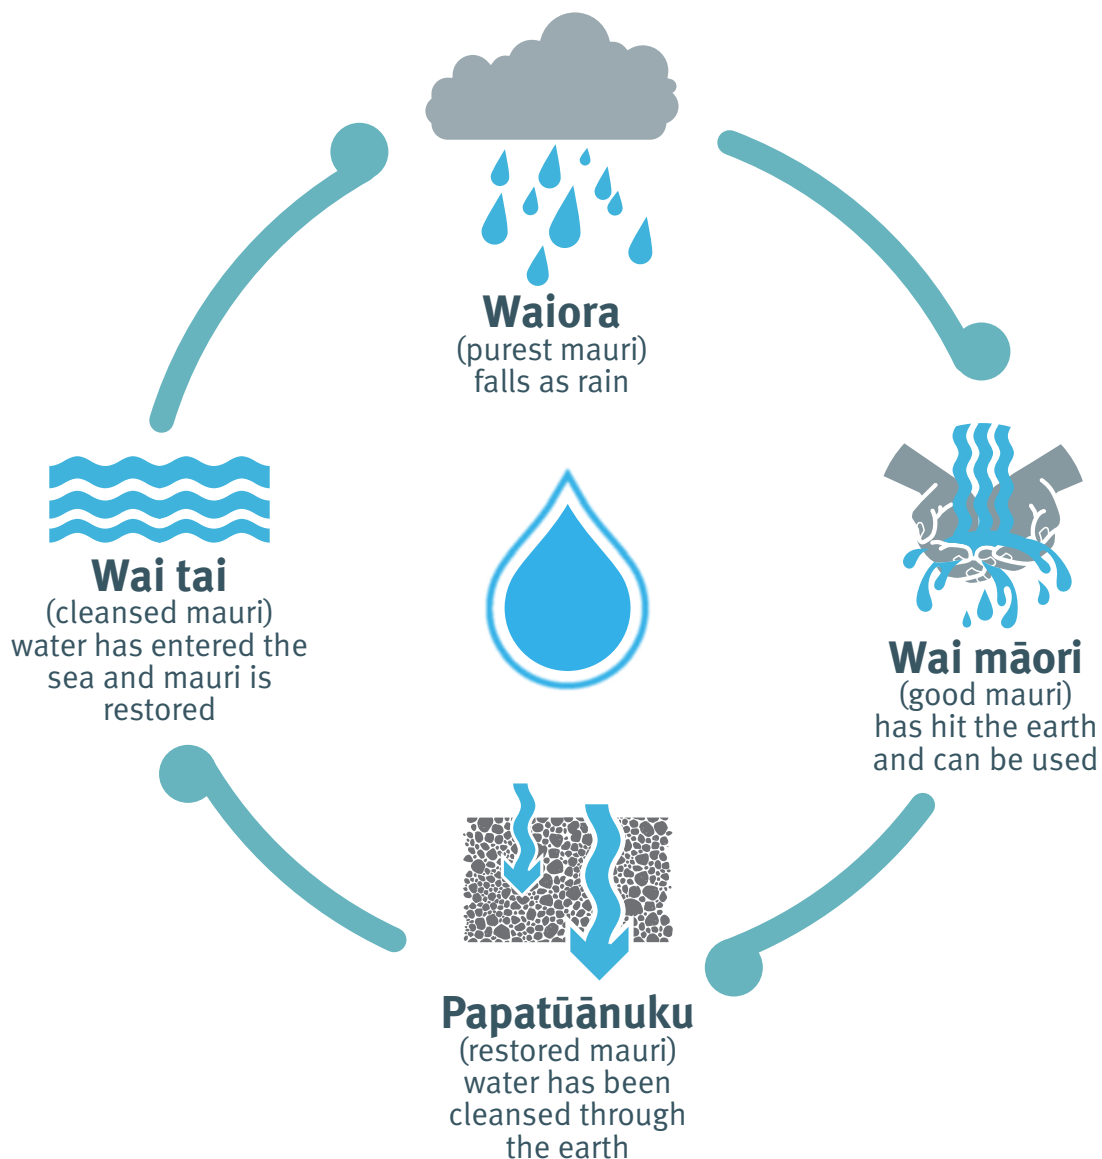 Waiora
(purest mauri)
falls as rain
Wai māori
(good mauri)
has hit the earth
and can be used
Papatūānuku
(restored mauri)
water has been
cleansed through
the earth
Wai tai
(cleansed mauri)
water has entered the
sea and mauri is
restored